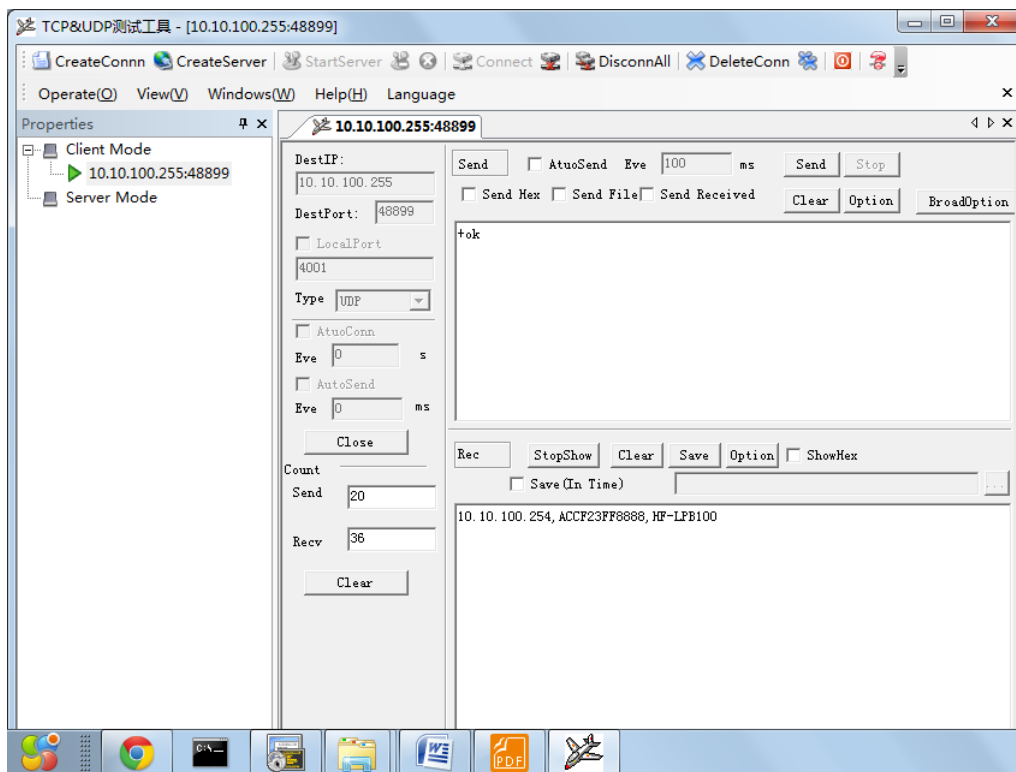 TCP&UDP测试工具 - [10.10.100.255:48899]
CreateConnn CreateServer StartServer Connect DisconnAll DeleteConn
Operate(O) View(V) Windows(W) Help(H) Language
Properties
10.10.100.255:48899
Client Mode
10.10.100.255:48899
Server Mode
DestIP:
10.10.100.255
DestPort: 48899
LocalPort
4001
Type UDP
AtuoConn
Eve 0 s
AutoSend
Eve 0 ms
Close
Count
Send 20
Recv 36
Clear
Send AtuoSend Eve 100 ms Send Stop
Send Hex Send File Send Received Clear Option BroadOption
+ok
Rec StopShow Clear Save Option ShowHex
Save(In Time) ...
10.10.100.254,ACCF23FF8888,HF-LPB100
C:\_
PDF